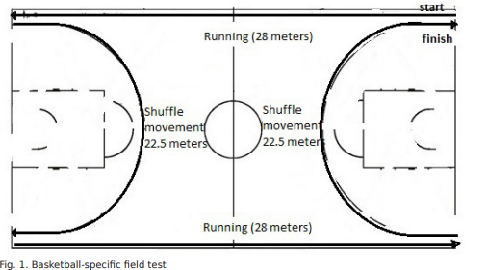 start
Running (28 meters)
finish
Shuffle
movement
22.5 meters
Shuffle
movement
22.5 meter
Running (28 meters)
Fig. 1. Basketball-specific field test